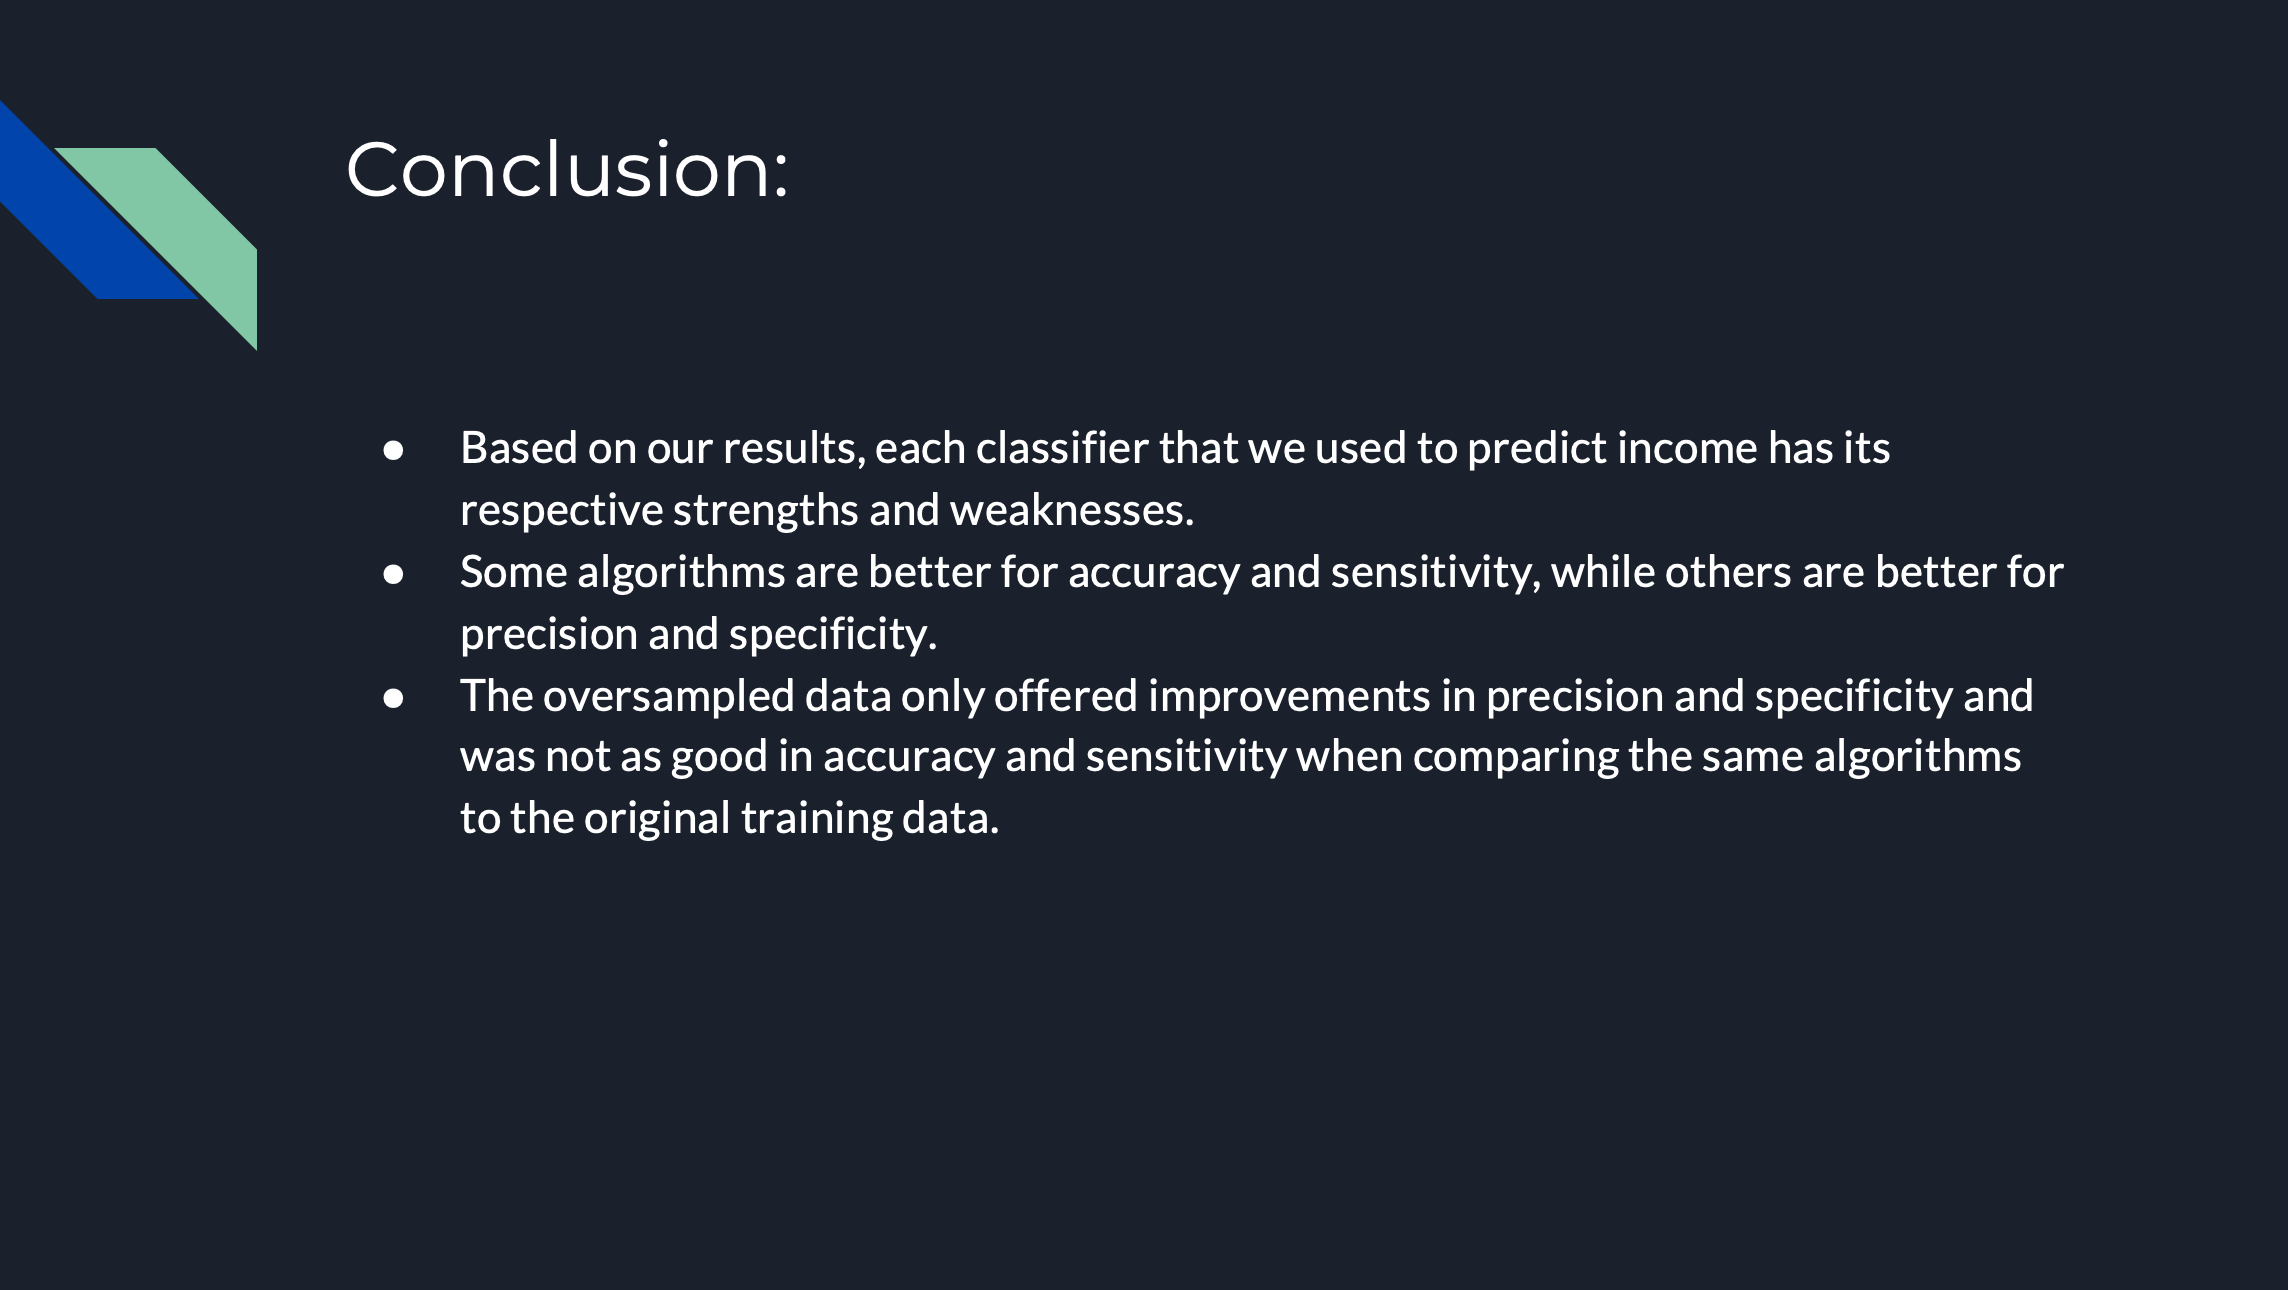 Conclusion:
● Based on our results, each classifier that we used to predict income has its
respective strengths and weaknesses.
● Some algorithms are better for accuracy and sensitivity, while others are better for
precision and specificity.
● The oversampled data only offered improvements in precision and specificity and
was not as good in accuracy and sensitivity when comparing the same algorithms
to the original training data.